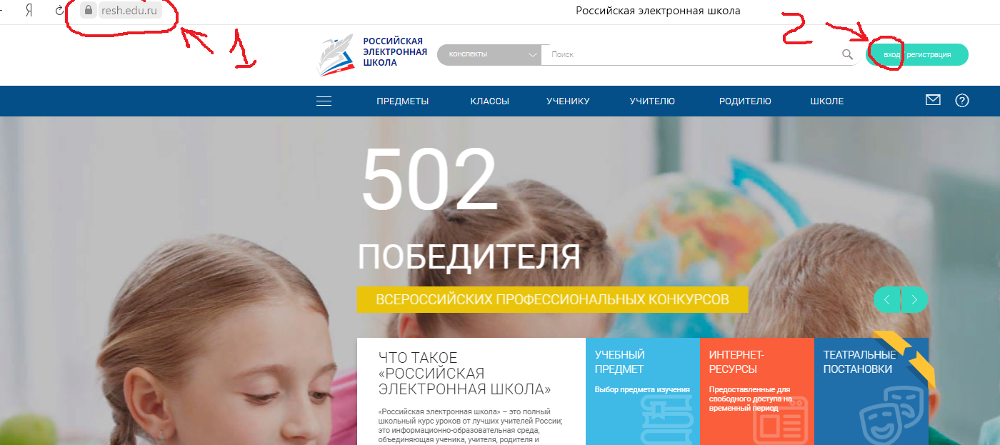 Я resh.edu.ru Российская электронная школа
1
2
РОССИЙСКАЯ
ЭЛЕКТРОННАЯ
ШКОЛА
конспекты Поиск вход регистрация
ПРЕДМЕТЫ КЛАССЫ УЧЕНИКУ УЧИТЕЛЮ РОДИТЕЛЮ ШКОЛЕ ?
502
ПОБЕДИТЕЛЯ
ВСЕРОССИЙСКИХ ПРОФЕССИОНАЛЬНЫХ КОНКУРСОВ
ЧТО ТАКОЕ
«РОССИЙСКАЯ
ЭЛЕКТРОННАЯ ШКОЛА»
«Российская электронная школа» – это полный
школьный курс уроков от лучших учителей России;
это информационно-образовательная среда,
объединяющая ученика, учителя, родителя и
УЧЕБНЫЙ
ПРЕДМЕТ
Выбор предмета изучения
ИНТЕРНЕТ-
РЕСУРСЫ
Предоставленные для
свободного доступа на
временный период
ТЕАТРАЛЬНЫЕ
ПОСТАНОВКИ